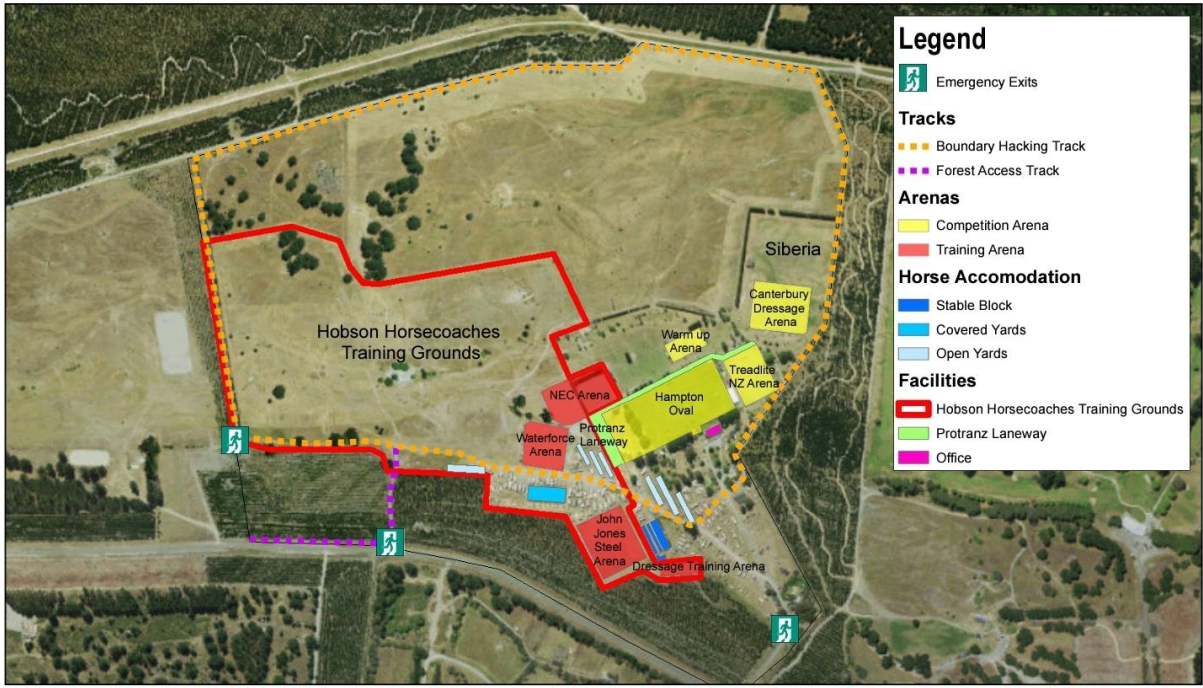 Legend
Emergency Exits
Tracks
Boundary Hacking Track
Forest Access Track
Arenas
Competition Arena
Training Arena
Horse Accomodation
Stable Block
Covered Yards
Open Yards
Facilities
Hobson Horsecoaches Training Grounds
Protranz Laneway
Office
Siberia
Canterbury
Dressage
Arena
Hobson Horsecoaches
Training Grounds
Warm up
Arena
Treadlite
NZ Arena
NEC Arena
Hampton
Oval
Protranz
Laneway
Waterforce
Arena
John
Jones
Steel
Arena
Dressage Training Arena